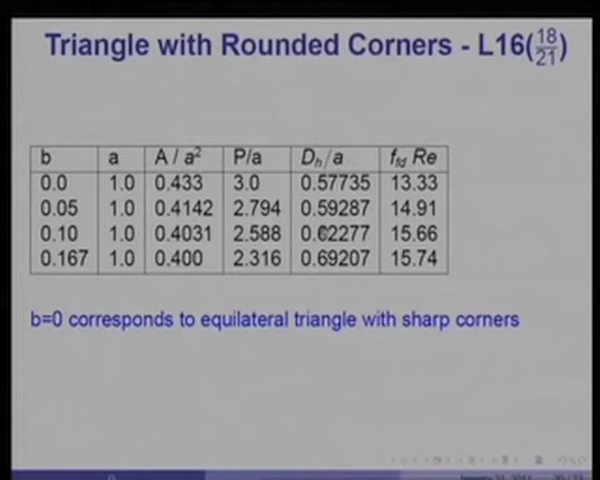 Triangle with Rounded Corners - L16(18/21)
b a A / a² P/a D_h/a f_fd Re
0.0 1.0 0.433 3.0 0.57735 13.33
0.05 1.0 0.4142 2.794 0.59287 14.91
0.10 1.0 0.4031 2.588 0.62277 15.66
0.167 1.0 0.400 2.316 0.69207 15.74
b=0 corresponds to equilateral triangle with sharp corners